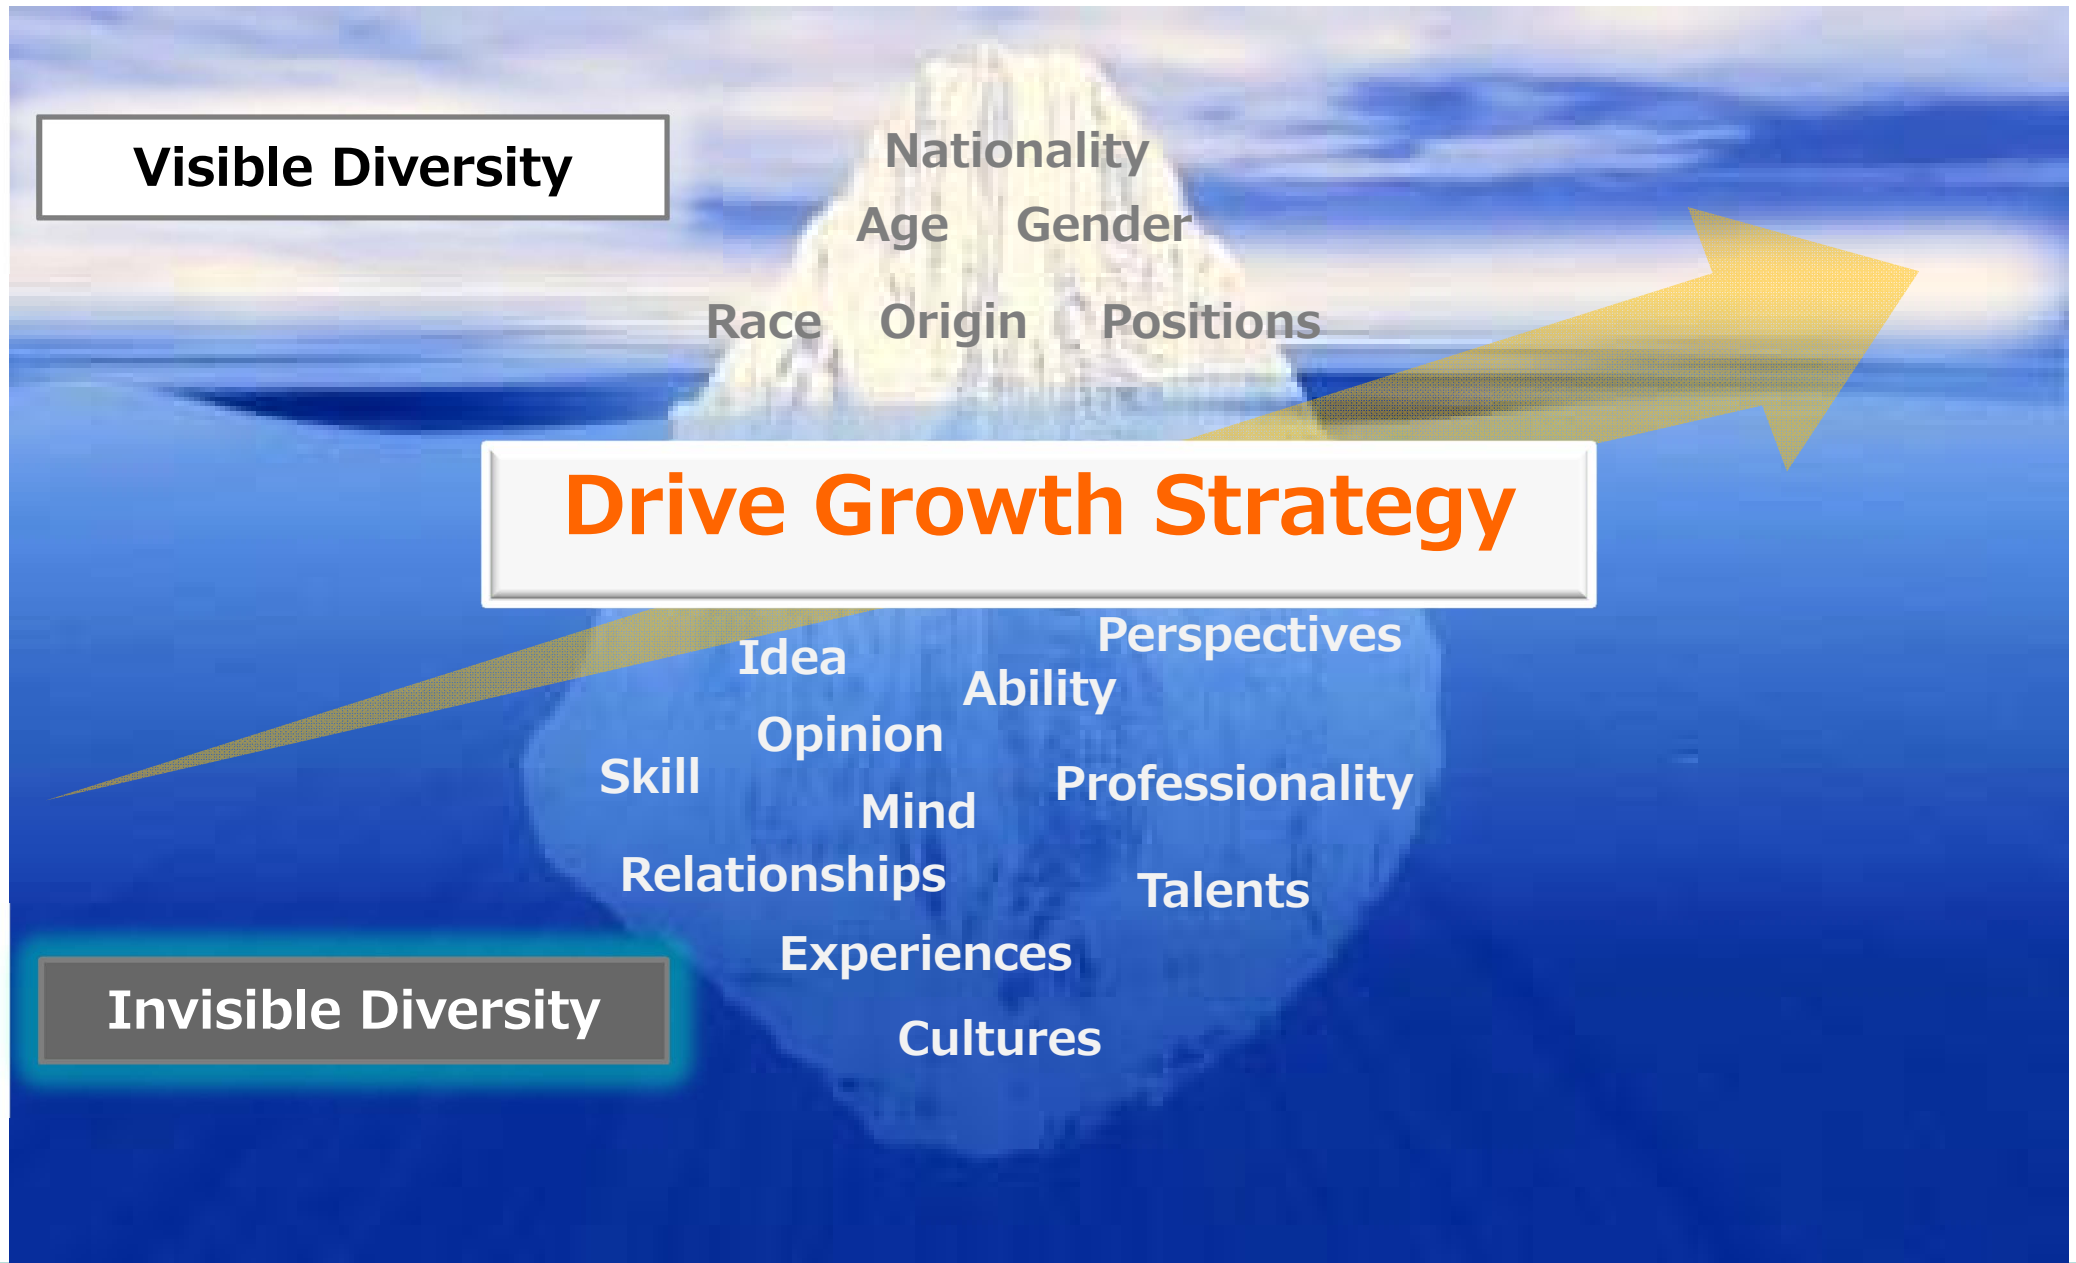 Visible Diversity
Nationality
Age Gender
Race Origin Positions
Drive Growth Strategy
Perspectives
Idea
Ability
Opinion
Skill
Professionality
Mind
Relationships
Talents
Experiences
Invisible Diversity
Cultures